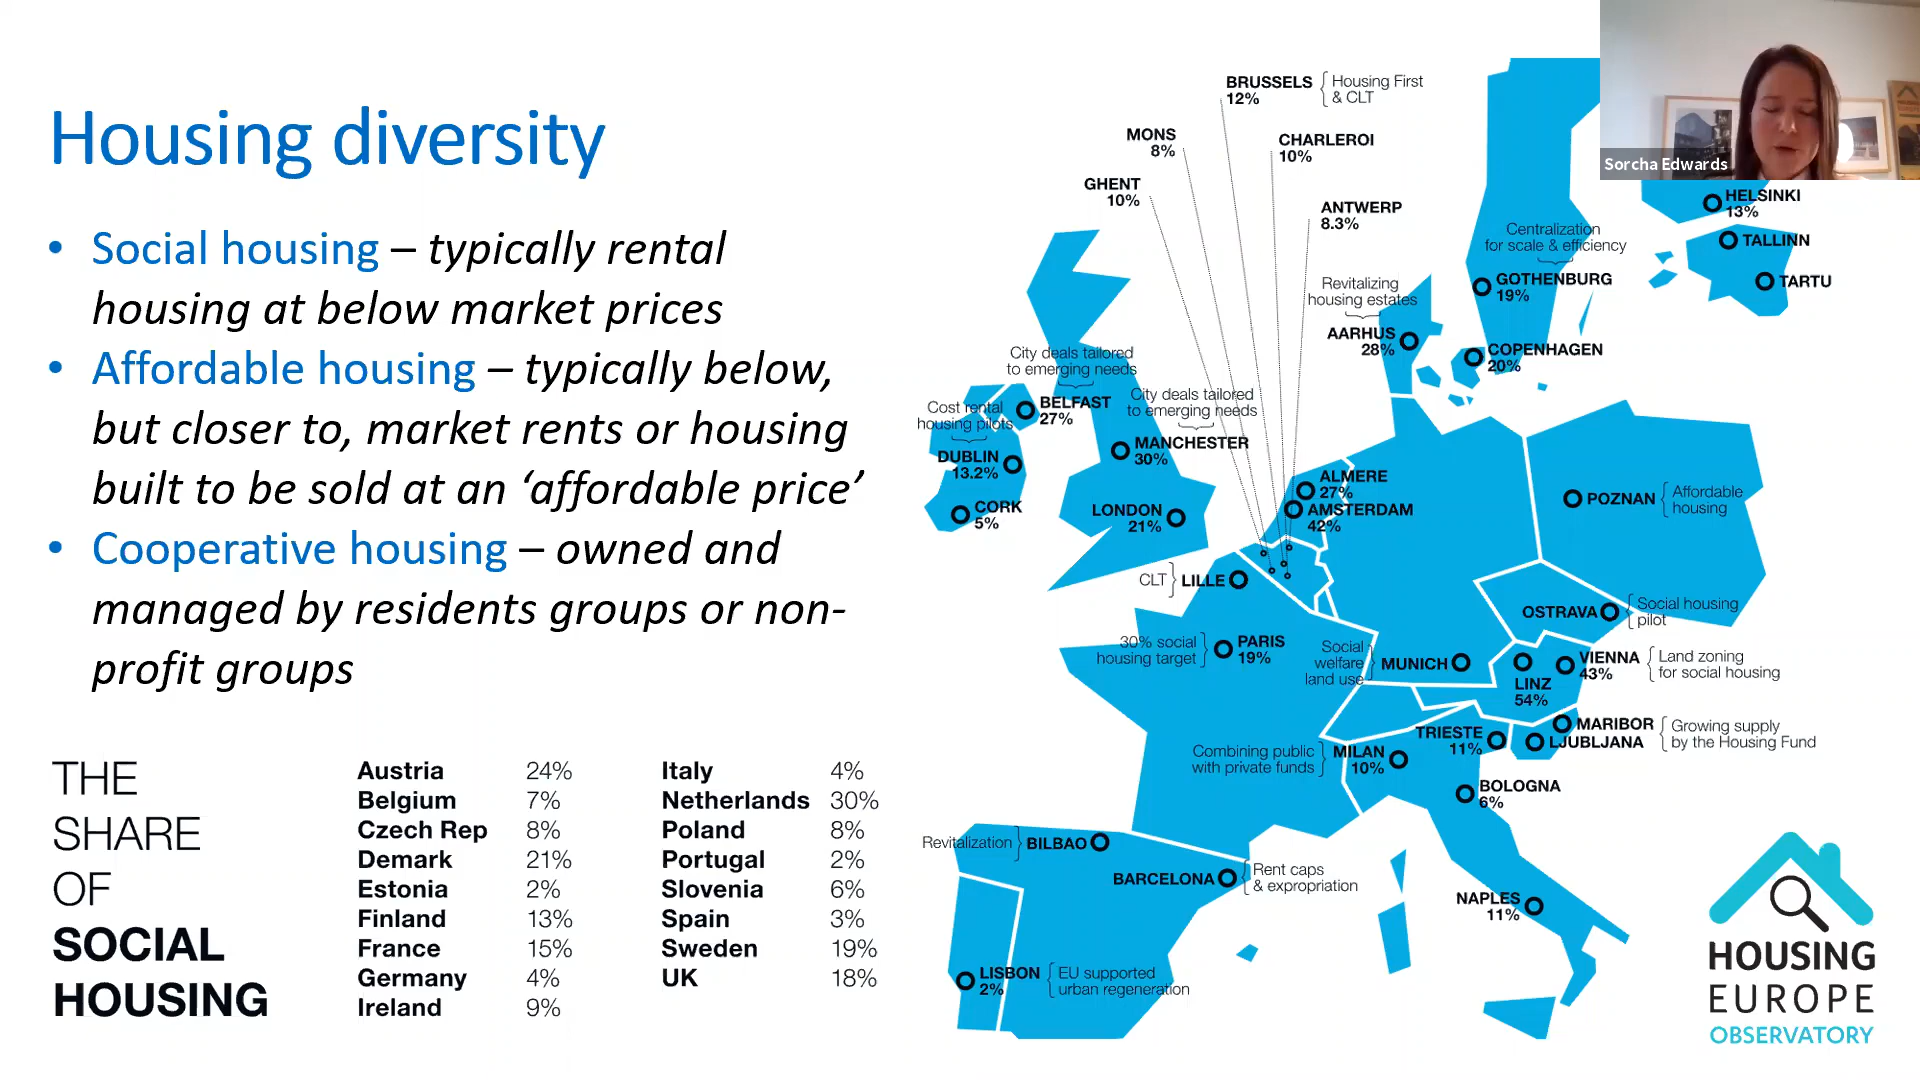 Housing diversity
• Social housing – typically rental
housing at below market prices
• Affordable housing – typically below,
but closer to, market rents or housing
built to be sold at an ‘affordable price’
• Cooperative housing – owned and
managed by residents groups or non-
profit groups
THE
SHARE
OF
SOCIAL
HOUSING
Austria 24%
Belgium 7%
Czech Rep 8%
Demark 21%
Estonia 2%
Finland 13%
France 15%
Germany 4%
Ireland 9%
Italy 4%
Netherlands 30%
Poland 8%
Portugal 2%
Slovenia 6%
Spain 3%
Sweden 19%
UK 18%
BRUSSELS
12%
Housing First
& CLT
MONS
8%
CHARLEROI
10%
GHENT
10%
ANTWERP
8.3%
Sorcha Edwards
HELSINKI
13%
TALLINN
TARTU
Centralization
for scale & efficiency
GOTHENBURG
19%
Revitalizing
housing estates
AARHUS
28%
COPENHAGEN
20%
City deals tailored
to emerging needs
BELFAST
27%
City deals tailored
to emerging needs
MANCHESTER
30%
Cost rental
housing pilots
DUBLIN
13.2%
CORK
5%
LONDON
21%
ALMERE
27%
AMSTERDAM
42%
POZNAN
Affordable
housing
CLT
LILLE
OSTRAVA
Social housing
pilot
30% social
housing target
PARIS
19%
Social
welfare
land use
MUNICH
LINZ
54%
VIENNA
43%
Land zoning
for social housing
MARIBOR
LJUBLJANA
Growing supply
by the Housing Fund
TRIESTE
11%
Combining public
with private funds
MILAN
10%
BOLOGNA
6%
Revitalization
BILBAO
BARCELONA
Rent caps
& expropriation
NAPLES
11%
LISBON
2%
EU supported
urban regeneration
HOUSING
EUROPE
OBSERVATORY